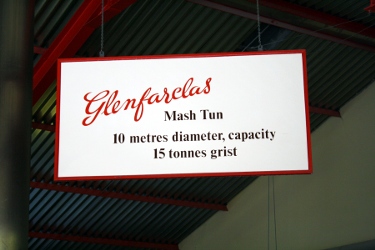 Glenfarclas
Mash Tun
10 metres diameter, capacity
15 tonnes grist